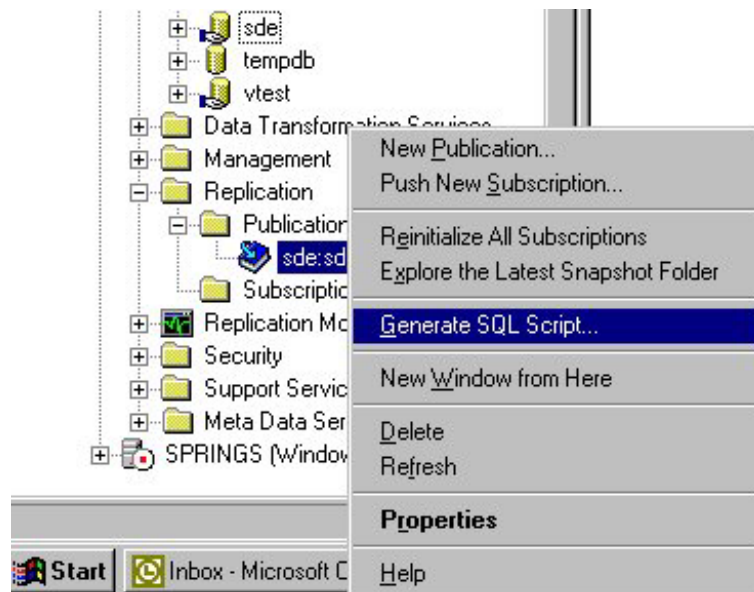 sde
tempdb
vtest
Data Transformation Services
Management
Replication
Publication
sde:sd
Subscriptic
Replication Mc
Security
Support Servic
Meta Data Ser
SPRINGS (Window
New Publication...
Push New Subscription...
Reinitialize All Subscriptions
Explore the Latest Snapshot Folder
Generate SQL Script...
New Window from Here
Delete
Refresh
Properties
Help
Start
Inbox - Microsoft C